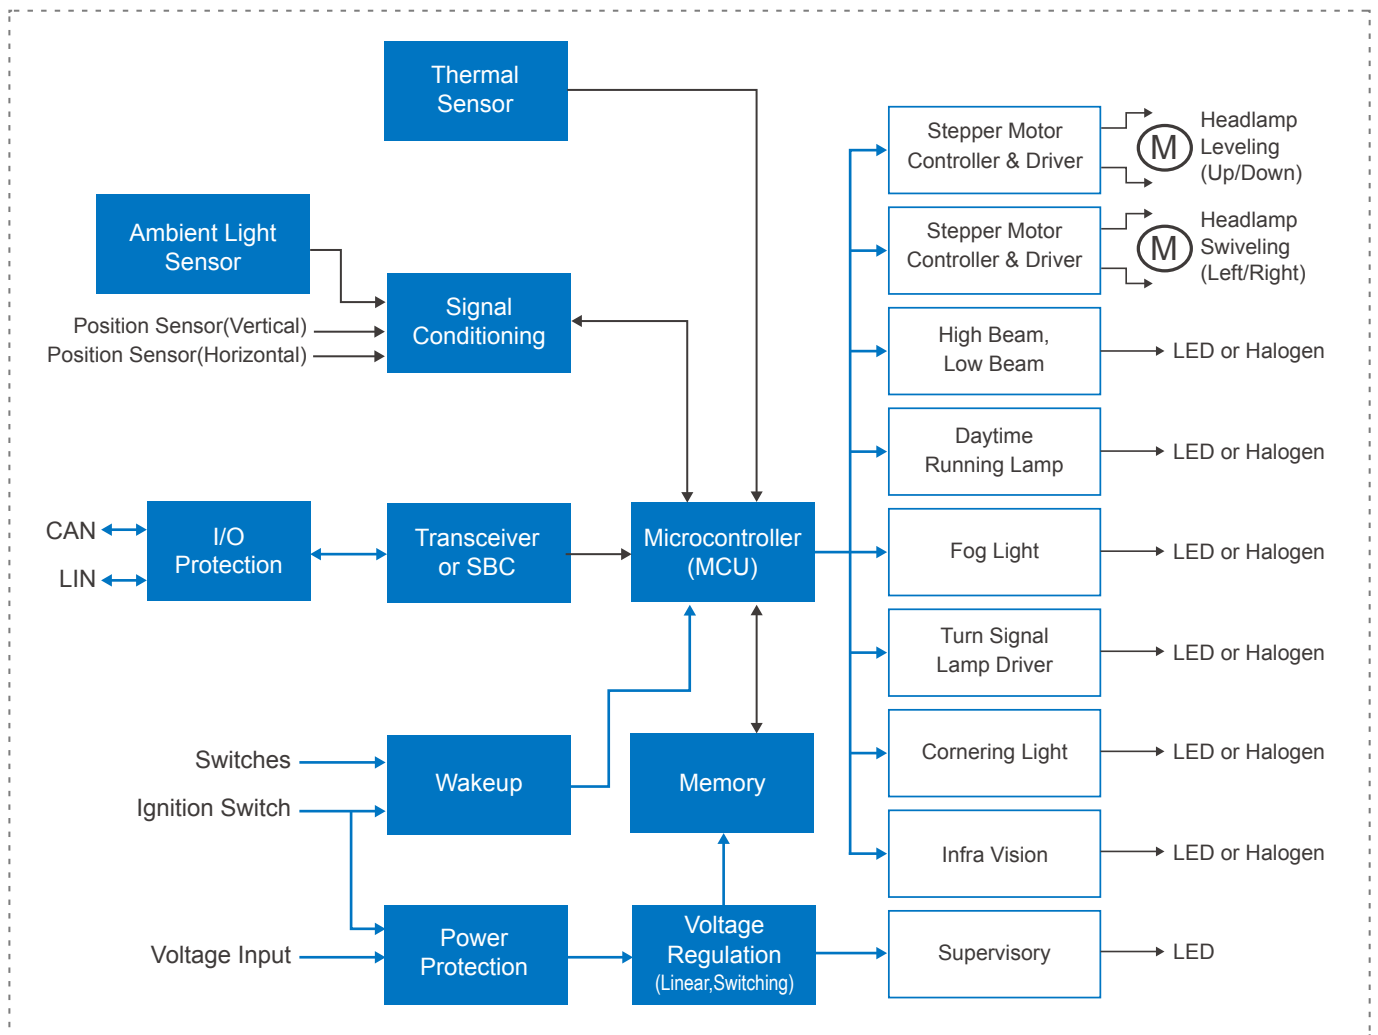 Thermal
Sensor
Ambient Light
Sensor
Position Sensor(Vertical)
Position Sensor(Horizontal)
Signal
Conditioning
CAN
LIN
I/O
Protection
Transceiver
or SBC
Microcontroller
(MCU)
Switches
Ignition Switch
Wakeup
Memory
Voltage Input
Power
Protection
Voltage
Regulation
(Linear,Switching)
Stepper Motor
Controller & Driver
M
Headlamp
Leveling
(Up/Down)
Stepper Motor
Controller & Driver
M
Headlamp
Swiveling
(Left/Right)
High Beam,
Low Beam
LED or Halogen
Daytime
Running Lamp
LED or Halogen
Fog Light
LED or Halogen
Turn Signal
Lamp Driver
LED or Halogen
Cornering Light
LED or Halogen
Infra Vision
LED or Halogen
Supervisory
LED